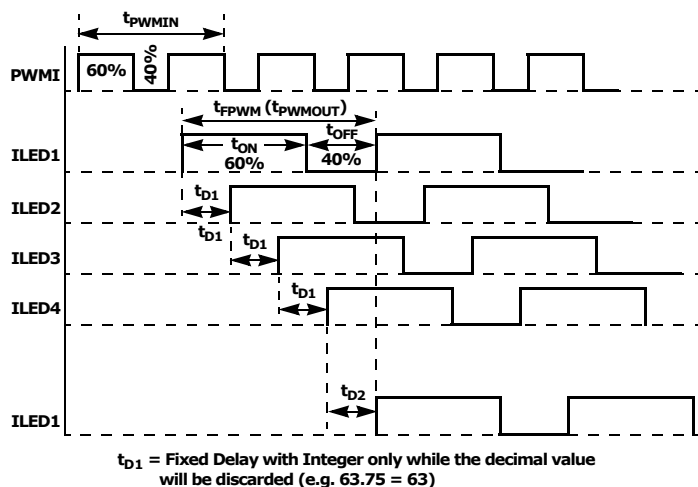 tPWMIN
PWMI
60%
40%
tFPWM (tPWMOUT)
tON
60%
tOFF
40%
ILED1
tD1
ILED2
tD1
tD1
ILED3
tD1
ILED4
tD2
ILED1
tD1 = Fixed Delay with Integer only while the decimal value
will be discarded (e.g. 63.75 = 63)